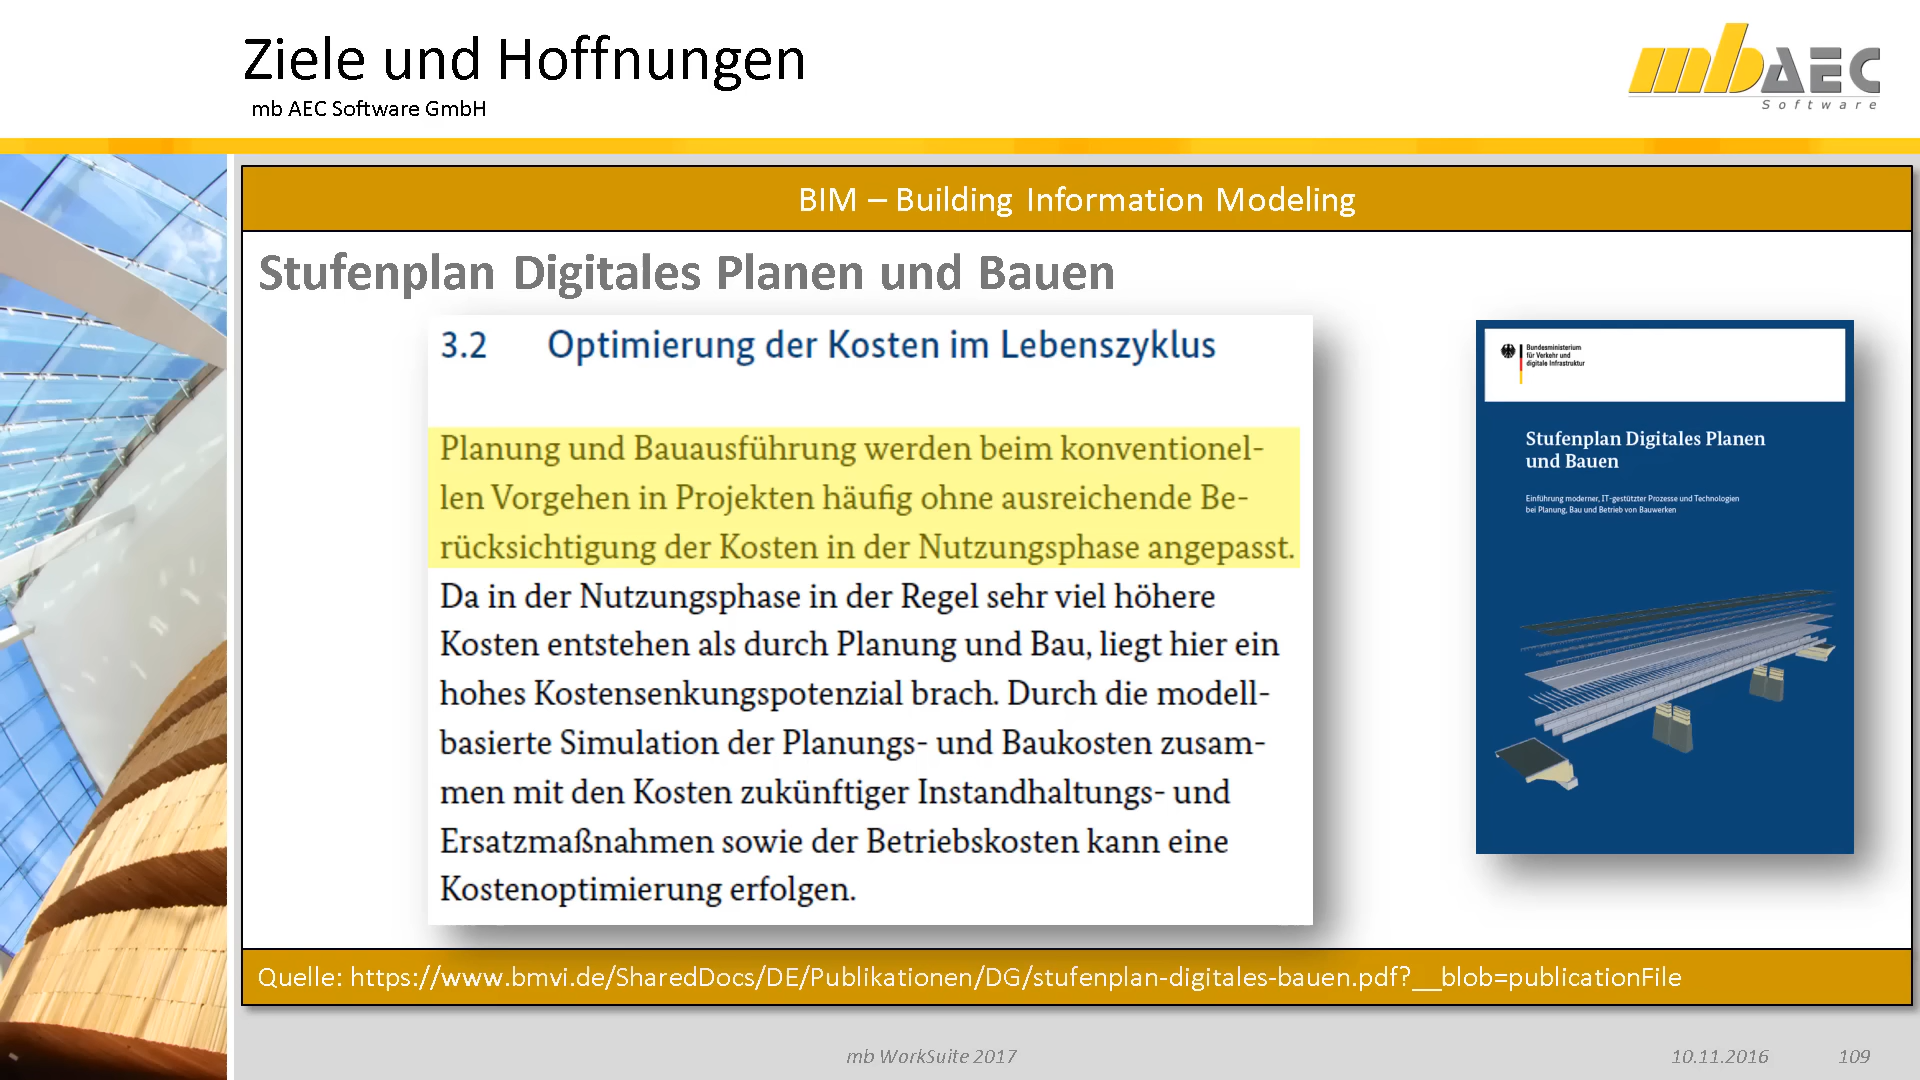 Ziele und Hoffnungen
mb AEC Software GmbH
mbAEC
Software
BIM – Building Information Modeling
Stufenplan Digitales Planen und Bauen
3.2 Optimierung der Kosten im Lebenszyklus
Planung und Bauausführung werden beim konventionel-
len Vorgehen in Projekten häufig ohne ausreichende Be-
rücksichtigung der Kosten in der Nutzungsphase angepasst.
Da in der Nutzungsphase in der Regel sehr viel höhere
Kosten entstehen als durch Planung und Bau, liegt hier ein
hohes Kostensenkungspotenzial brach. Durch die modell-
basierte Simulation der Planungs- und Baukosten zusam-
men mit den Kosten zukünftiger Instandhaltungs- und
Ersatzmaßnahmen sowie der Betriebskosten kann eine
Kostenoptimierung erfolgen.
Bundesministerium
für Verkehr und
digitale Infrastruktur
Stufenplan Digitales Planen
und Bauen
Einführung moderner, IT-gestützter Prozesse und Technologien
bei Planung, Bau und Betrieb von Bauwerken
Quelle: https://www.bmvi.de/SharedDocs/DE/Publikationen/DG/stufenplan-digitales-bauen.pdf?__blob=publicationFile
mb WorkSuite 2017
10.11.2016
109